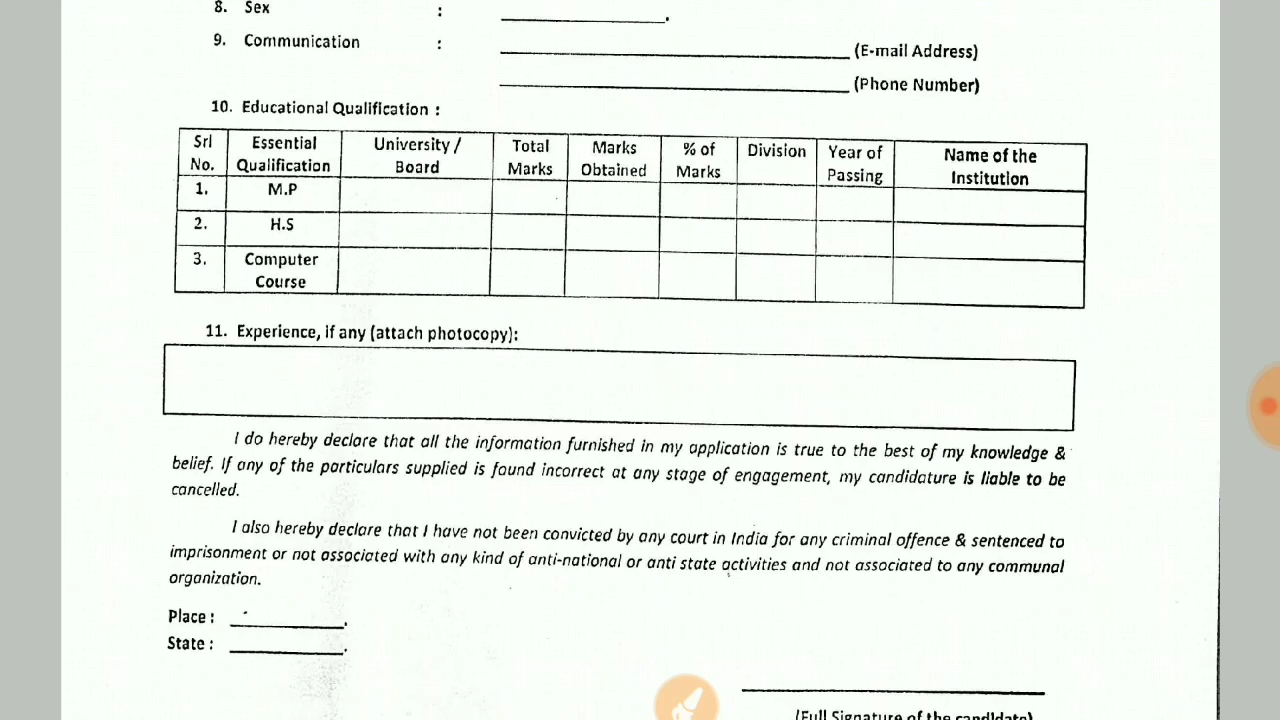 8. Sex : .
9. Communication : (E-mail Address)
(Phone Number)
10. Educational Qualification :
Srl No. Essential Qualification University / Board Total Marks Marks Obtained % of Marks Division Year of Passing Name of the Institution
1. M.P
2. H.S
3. Computer Course
11. Experience, if any (attach photocopy):
I do hereby declare that all the information furnished in my application is true to the best of my knowledge &
belief. If any of the particulars supplied is found incorrect at any stage of engagement, my candidature is liable to be
cancelled.
I also hereby declare that I have not been convicted by any court in India for any criminal offence & sentenced to
imprisonment or not associated with any kind of anti-national or anti state activities and not associated to any communal
organization.
Place : .
State : .
(Full Signature of the candidate)